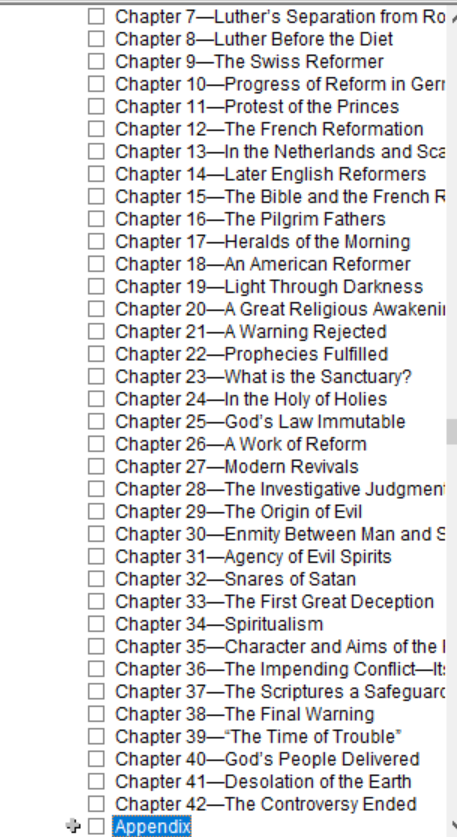 Chapter 7—Luther’s Separation from Ro
Chapter 8—Luther Before the Diet
Chapter 9—The Swiss Reformer
Chapter 10—Progress of Reform in Ger
Chapter 11—Protest of the Princes
Chapter 12—The French Reformation
Chapter 13—In the Netherlands and Sca
Chapter 14—Later English Reformers
Chapter 15—The Bible and the French R
Chapter 16—The Pilgrim Fathers
Chapter 17—Heralds of the Morning
Chapter 18—An American Reformer
Chapter 19—Light Through Darkness
Chapter 20—A Great Religious Awakeni
Chapter 21—A Warning Rejected
Chapter 22—Prophecies Fulfilled
Chapter 23—What is the Sanctuary?
Chapter 24—In the Holy of Holies
Chapter 25—God’s Law Immutable
Chapter 26—A Work of Reform
Chapter 27—Modern Revivals
Chapter 28—The Investigative Judgment
Chapter 29—The Origin of Evil
Chapter 30—Enmity Between Man and S
Chapter 31—Agency of Evil Spirits
Chapter 32—Snares of Satan
Chapter 33—The First Great Deception
Chapter 34—Spiritualism
Chapter 35—Character and Aims of the
Chapter 36—The Impending Conflict—Its
Chapter 37—The Scriptures a Safeguard
Chapter 38—The Final Warning
Chapter 39—“The Time of Trouble”
Chapter 40—God’s People Delivered
Chapter 41—Desolation of the Earth
Chapter 42—The Controversy Ended
Appendix